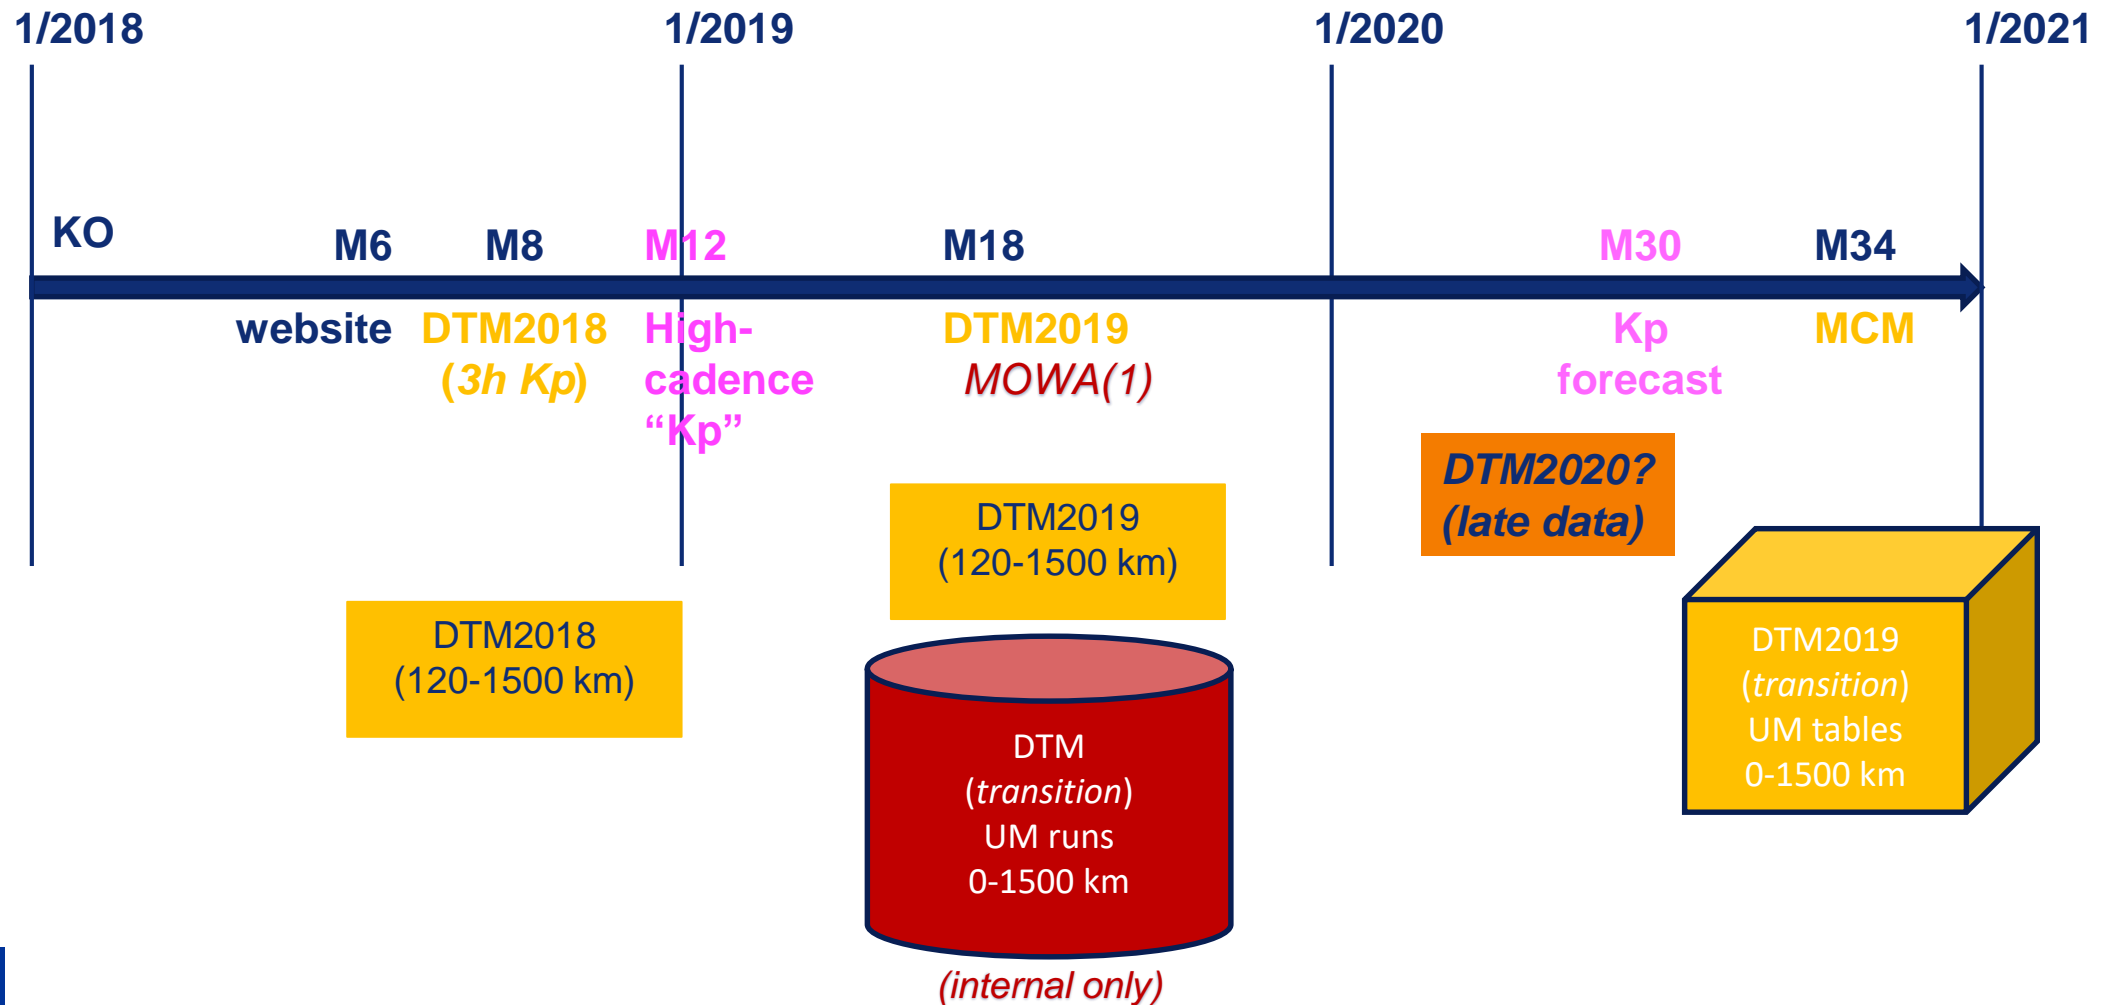 1/2018
1/2019
1/2020
1/2021
KO
M6
M8
M12
M18
M30
M34
website
DTM2018
(3h Kp)
High-
cadence
“Kp”
DTM2019
MOWA(1)
Kp
forecast
MCM
DTM2020?
(late data)
DTM2019
(120-1500 km)
DTM2018
(120-1500 km)
DTM
(transition)
UM runs
0-1500 km
(internal only)
DTM2019
(transition)
UM tables
0-1500 km